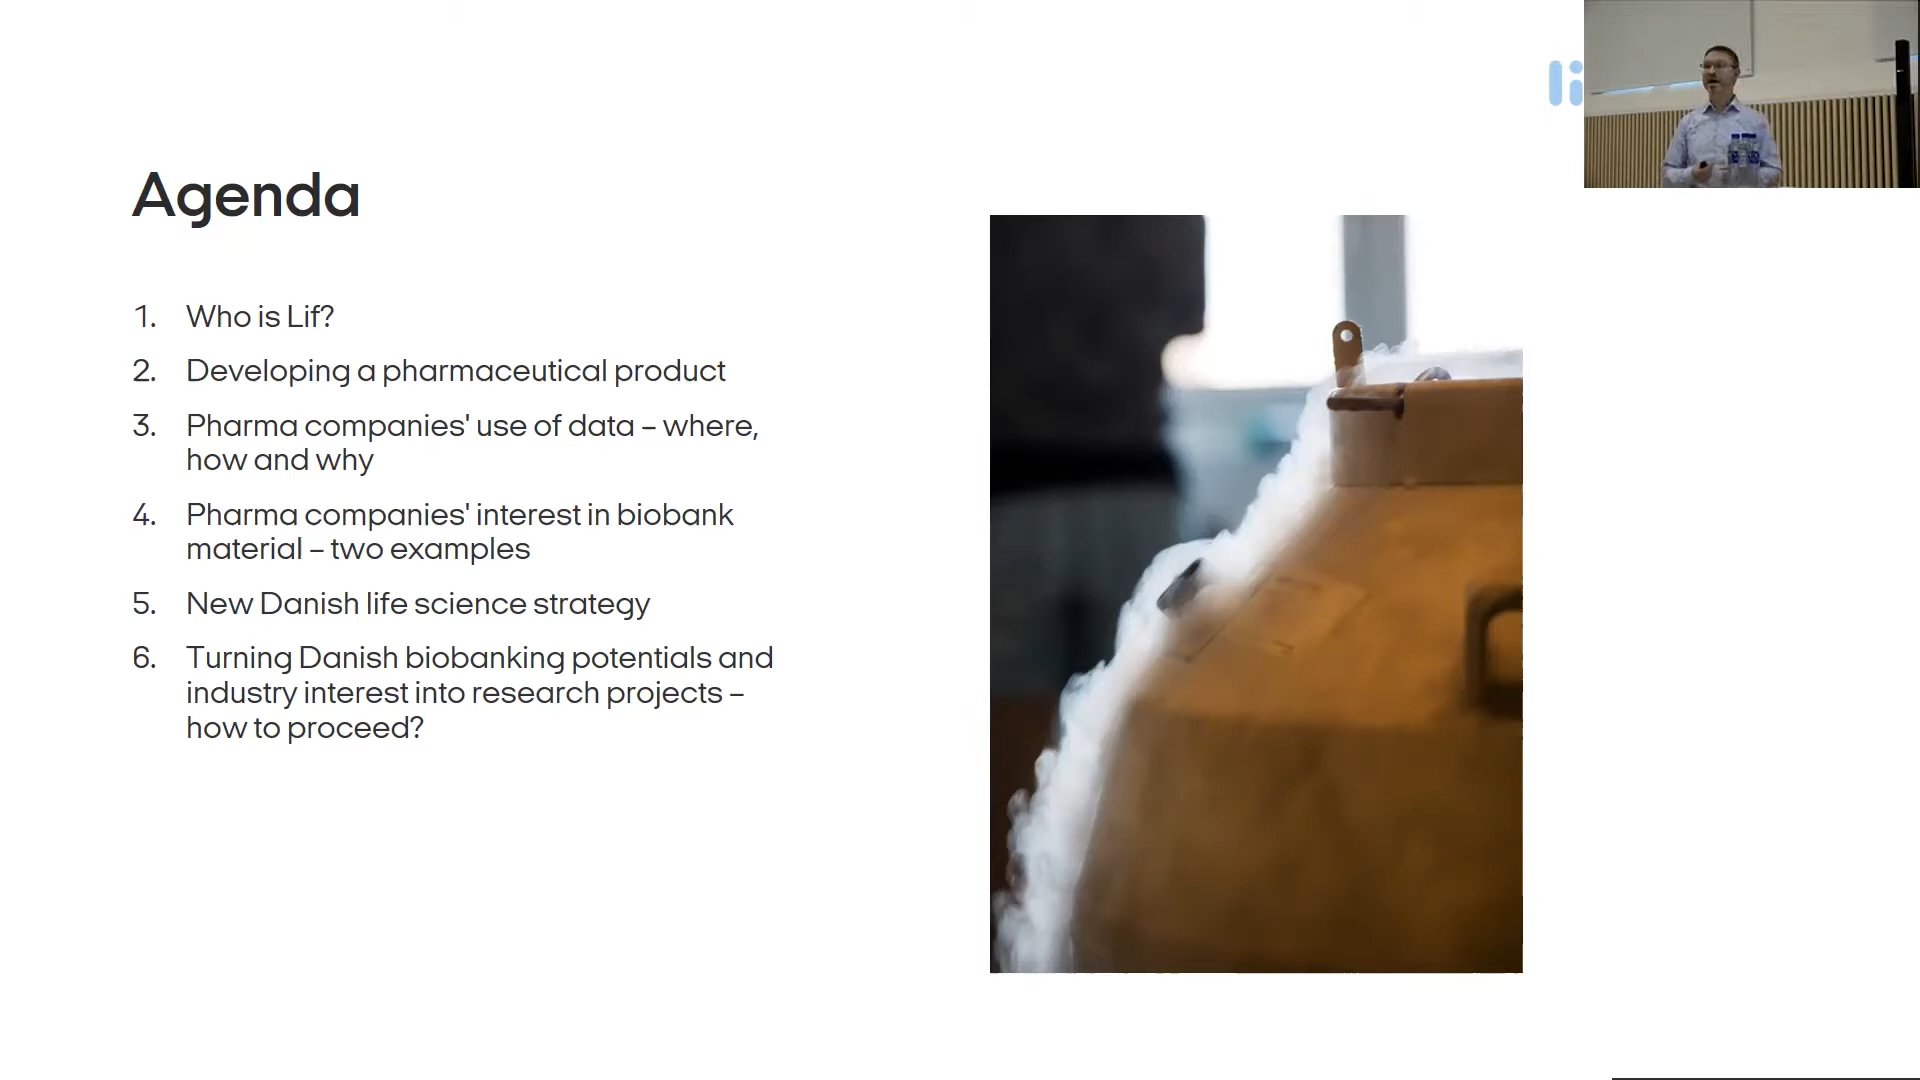 li
Agenda
1. Who is Lif?
2. Developing a pharmaceutical product
3. Pharma companies' use of data – where,
how and why
4. Pharma companies' interest in biobank
material – two examples
5. New Danish life science strategy
6. Turning Danish biobanking potentials and
industry interest into research projects –
how to proceed?